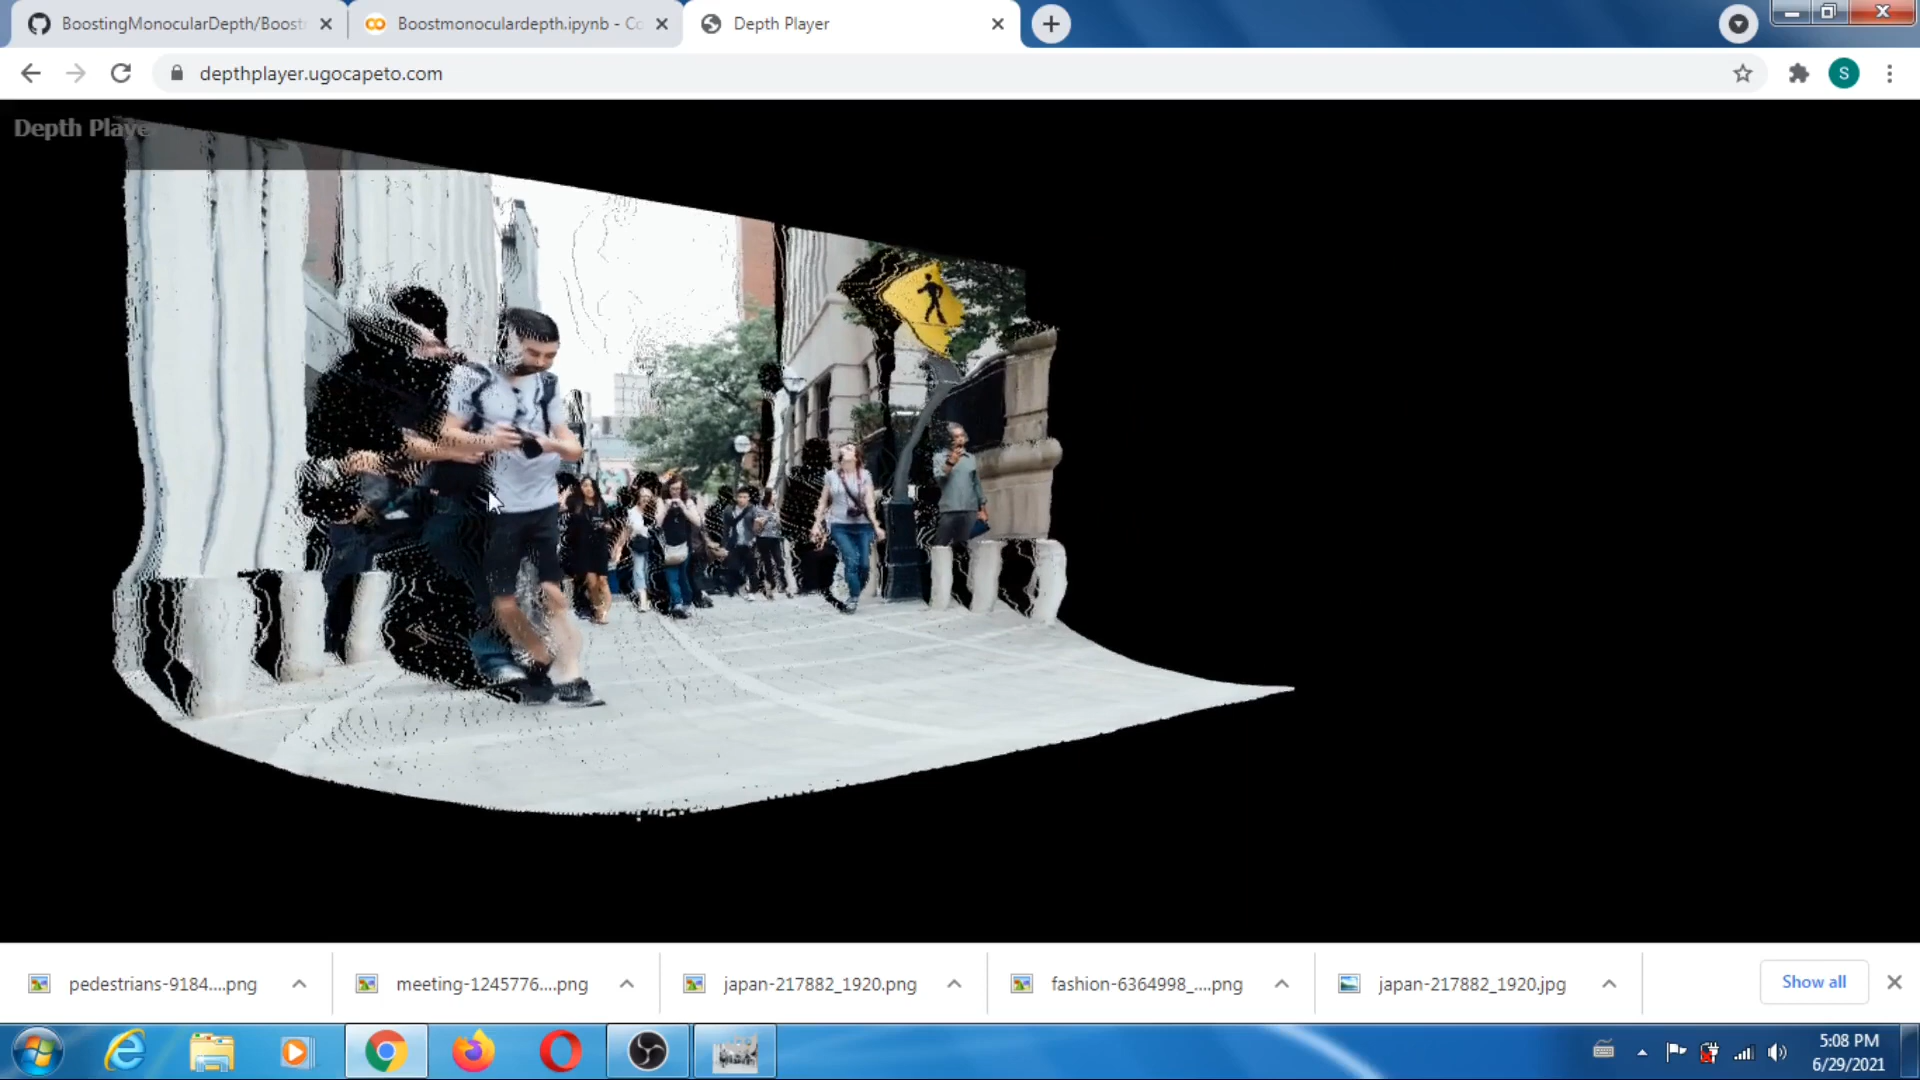 BoostingMonocularDepth/Boost
Boostmonoculardepth.ipynb - Co
Depth Player
depthplayer.ugocapeto.com
S
Depth Playe
pedestrians-9184....png
meeting-1245776....png
japan-217882_1920.png
fashion-6364998_....png
japan-217882_1920.jpg
Show all
5:08 PM
6/29/2021